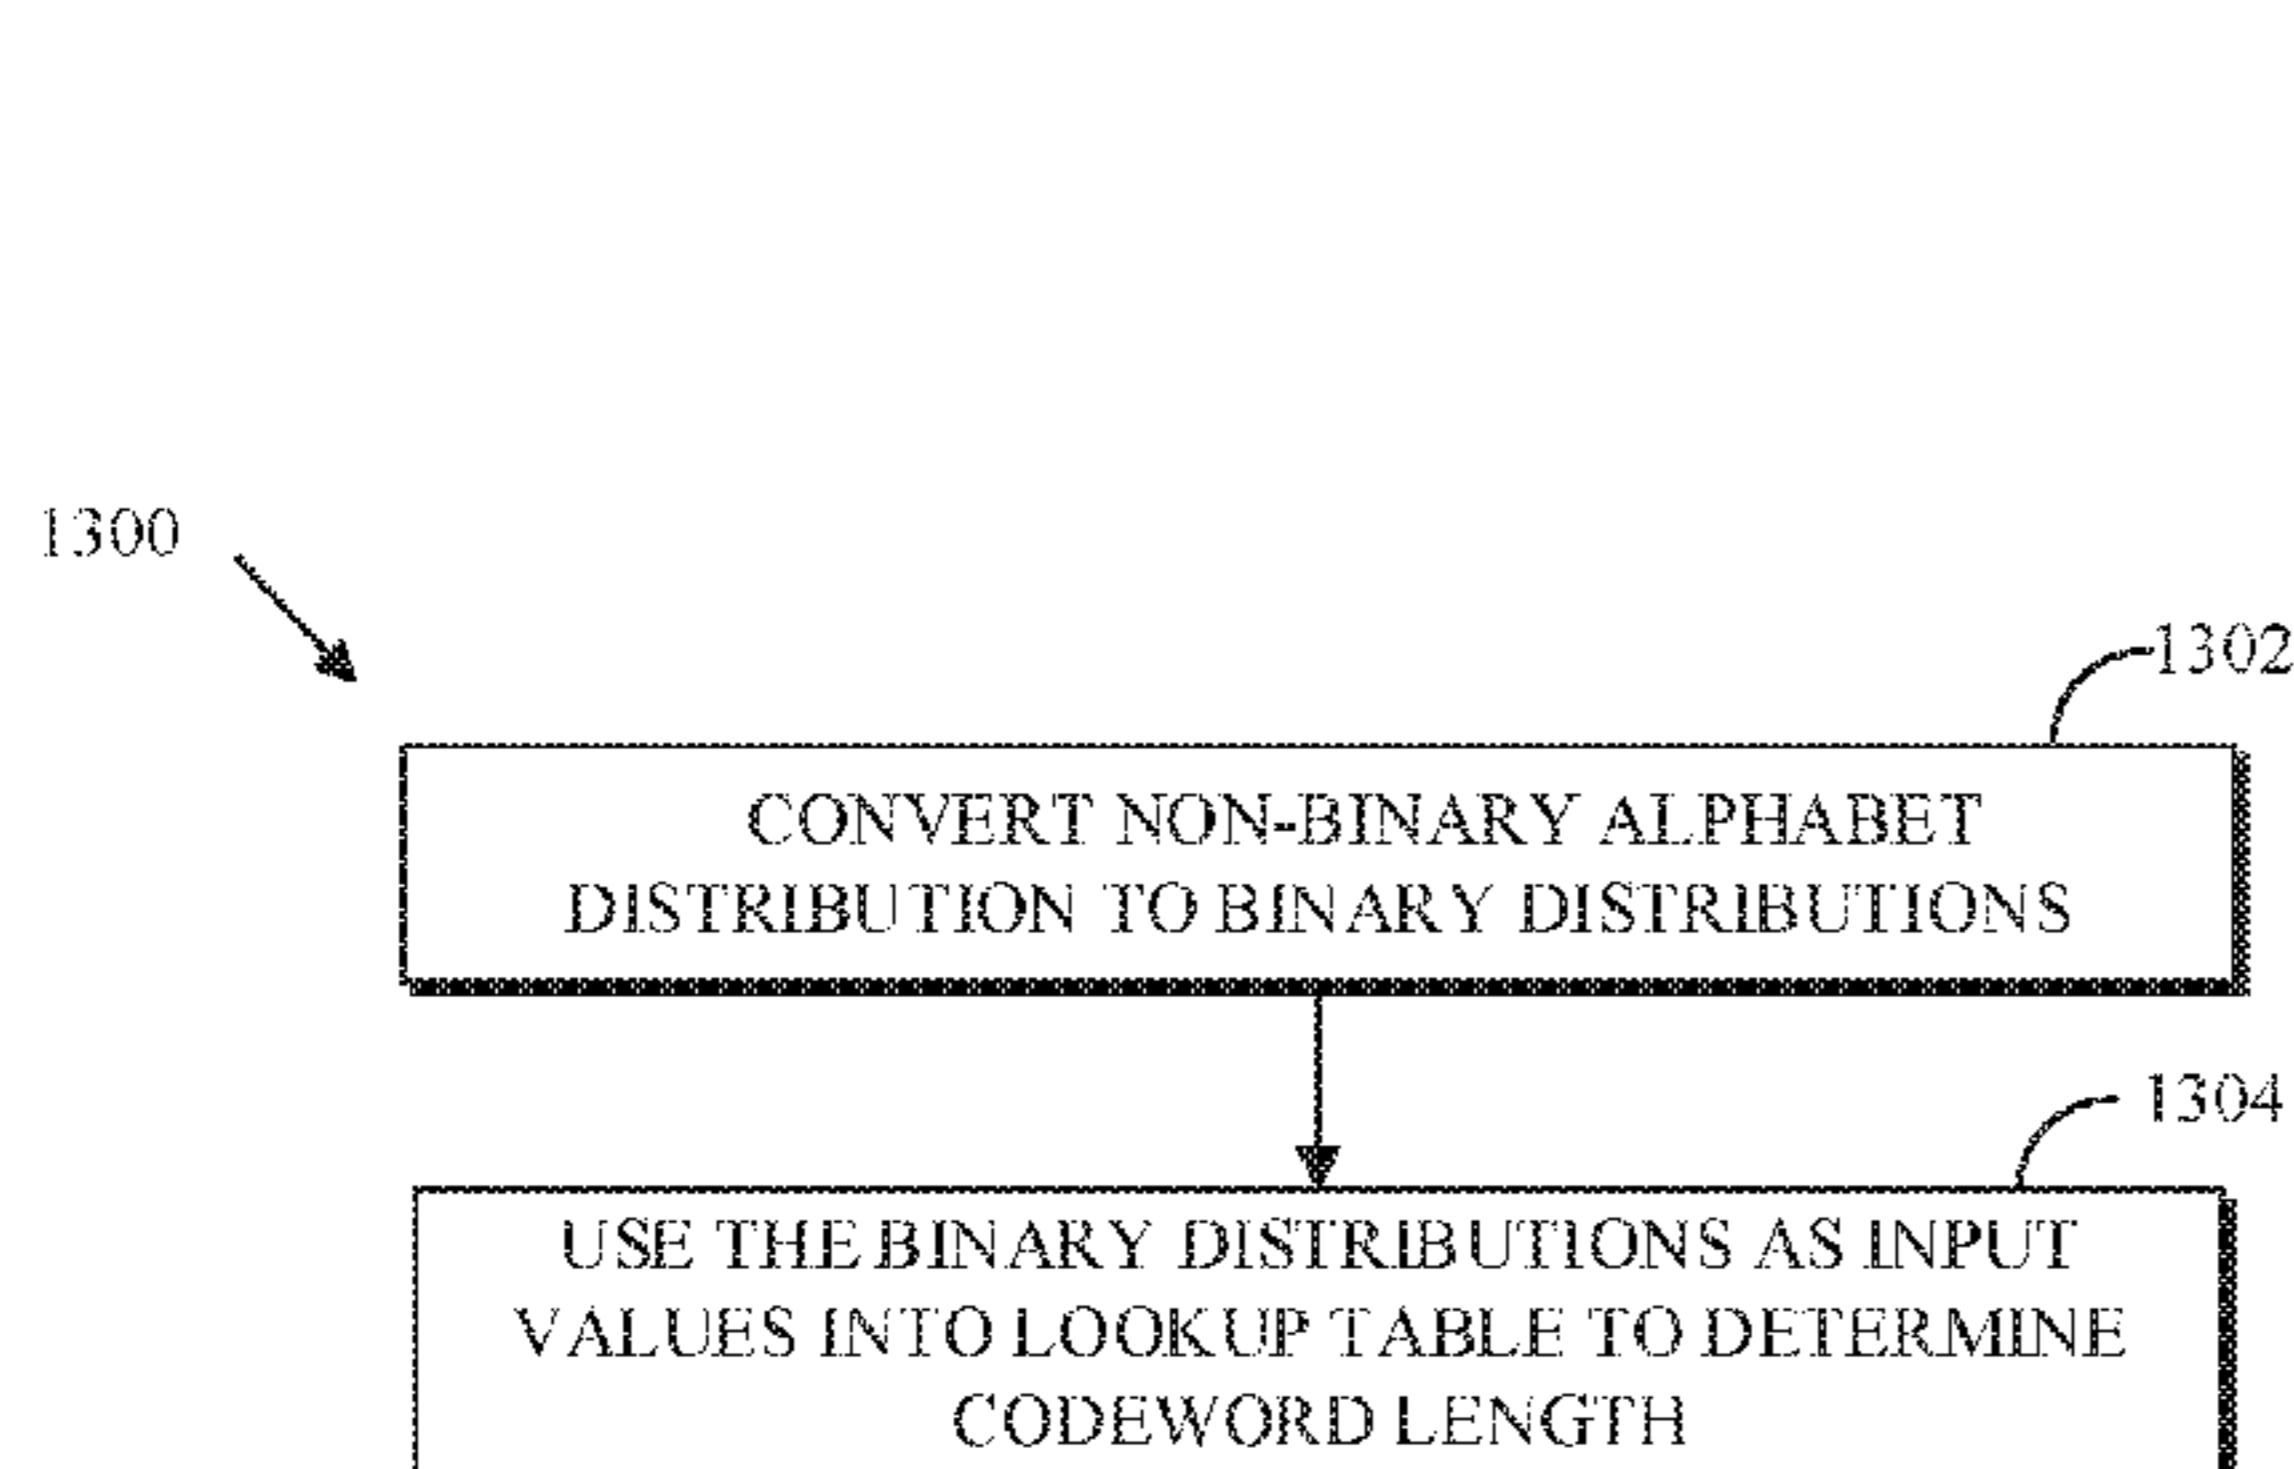 1300
1302
CONVERT NON-BINARY ALPHABET
DISTRIBUTION TO BINARY DISTRIBUTIONS
1304
USE THE BINARY DISTRIBUTIONS AS INPUT
VALUES INTO LOOKUP TABLE TO DETERMINE
CODEWORD LENGTH